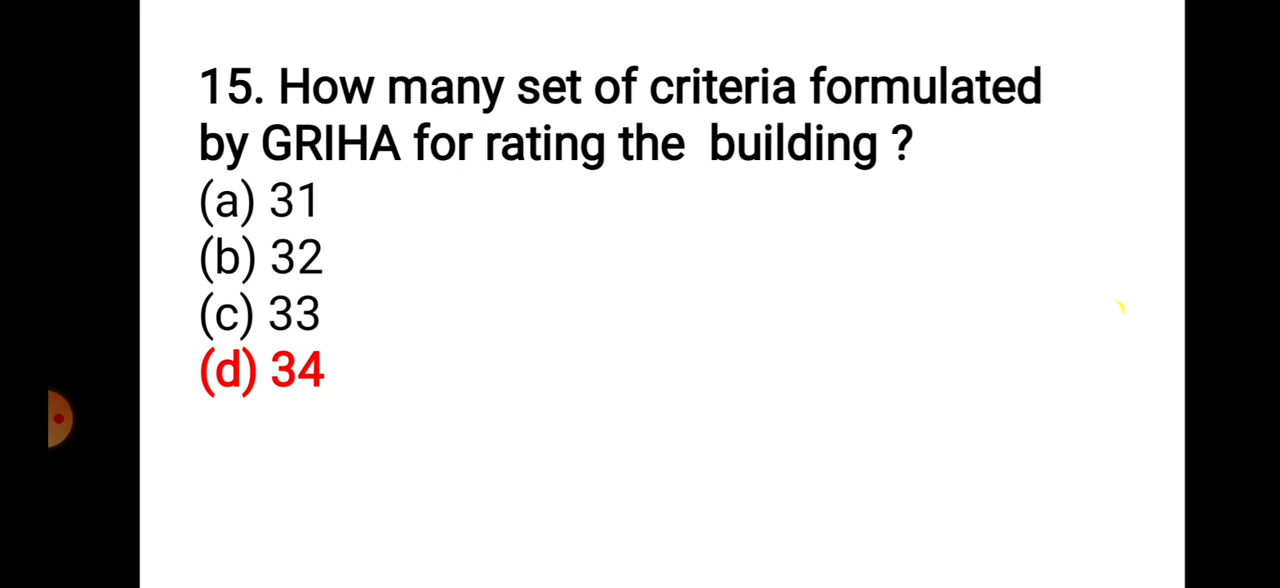 15. How many set of criteria formulated
by GRIHA for rating the building ?
(a) 31
(b) 32
(c) 33
(d) 34